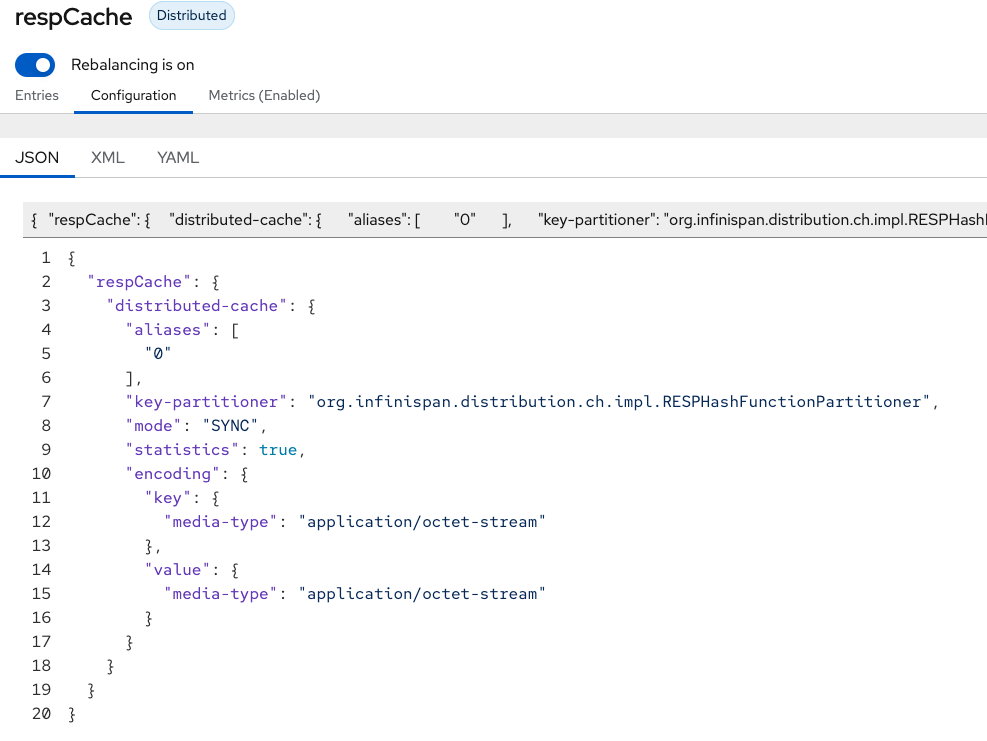 respCache Distributed
Rebalancing is on
Entries Configuration Metrics (Enabled)
JSON XML YAML
{ "respCache": { "distributed-cache": { "aliases": [ "0" ], "key-partitioner": "org.infinispan.distribution.ch.impl.RESPHashl
1 {
2 "respCache": {
3 "distributed-cache": {
4 "aliases": [
5 "0"
6 ],
7 "key-partitioner": "org.infinispan.distribution.ch.impl.RESPHashFunctionPartitioner",
8 "mode": "SYNC",
9 "statistics": true,
10 "encoding": {
11 "key": {
12 "media-type": "application/octet-stream"
13 },
14 "value": {
15 "media-type": "application/octet-stream"
16 }
17 }
18 }
19 }
20 }